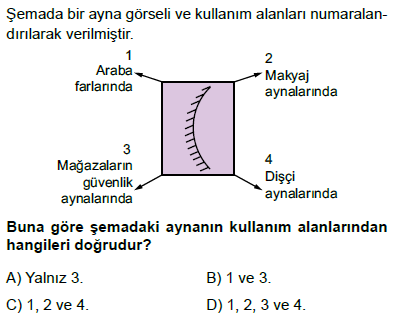 Şemada bir ayna görseli ve kullanım alanları numaralan-
dırılarak verilmiştir.
1
Araba
farlarında
2
Makyaj
aynalarında
3
Mağazaların
güvenlik
aynalarında
4
Dişçi
aynalarında
Buna göre şemadaki aynanın kullanım alanlarından
hangileri doğrudur?
A) Yalnız 3.
B) 1 ve 3.
C) 1, 2 ve 4.
D) 1, 2, 3 ve 4.